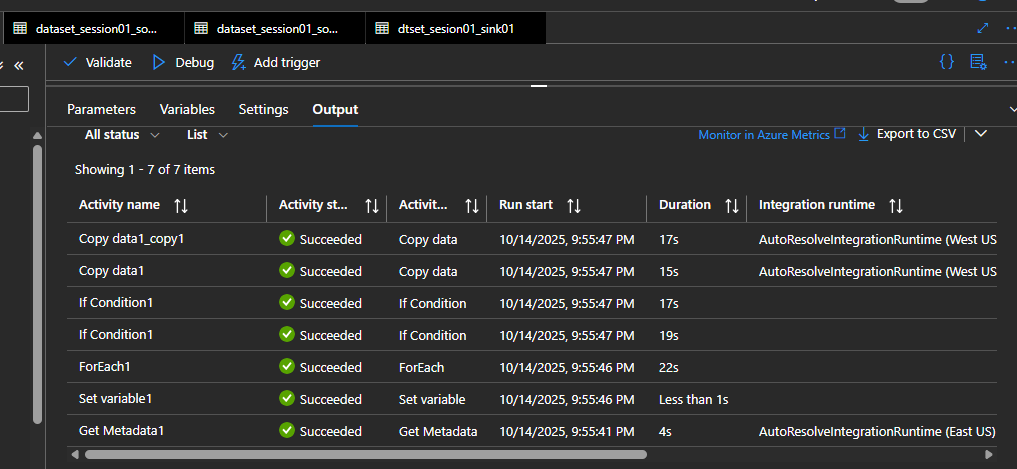 dataset_session01_so... dataset_session01_so... dtset_sesion01_sink01
Validate Debug Add trigger
Parameters Variables Settings Output
All status List Monitor in Azure Metrics Export to CSV
Showing 1 - 7 of 7 items
Activity name Activity st... Activit... Run start Duration Integration runtime
Copy data1_copy1 Succeeded Copy data 10/14/2025, 9:55:47 PM 17s AutoResolveIntegrationRuntime (West US
Copy data1 Succeeded Copy data 10/14/2025, 9:55:47 PM 15s AutoResolveIntegrationRuntime (West US
If Condition1 Succeeded If Condition 10/14/2025, 9:55:47 PM 17s
If Condition1 Succeeded If Condition 10/14/2025, 9:55:47 PM 19s
ForEach1 Succeeded ForEach 10/14/2025, 9:55:46 PM 22s
Set variable1 Succeeded Set variable 10/14/2025, 9:55:46 PM Less than 1s
Get Metadata1 Succeeded Get Metadata 10/14/2025, 9:55:41 PM 4s AutoResolveIntegrationRuntime (East US)